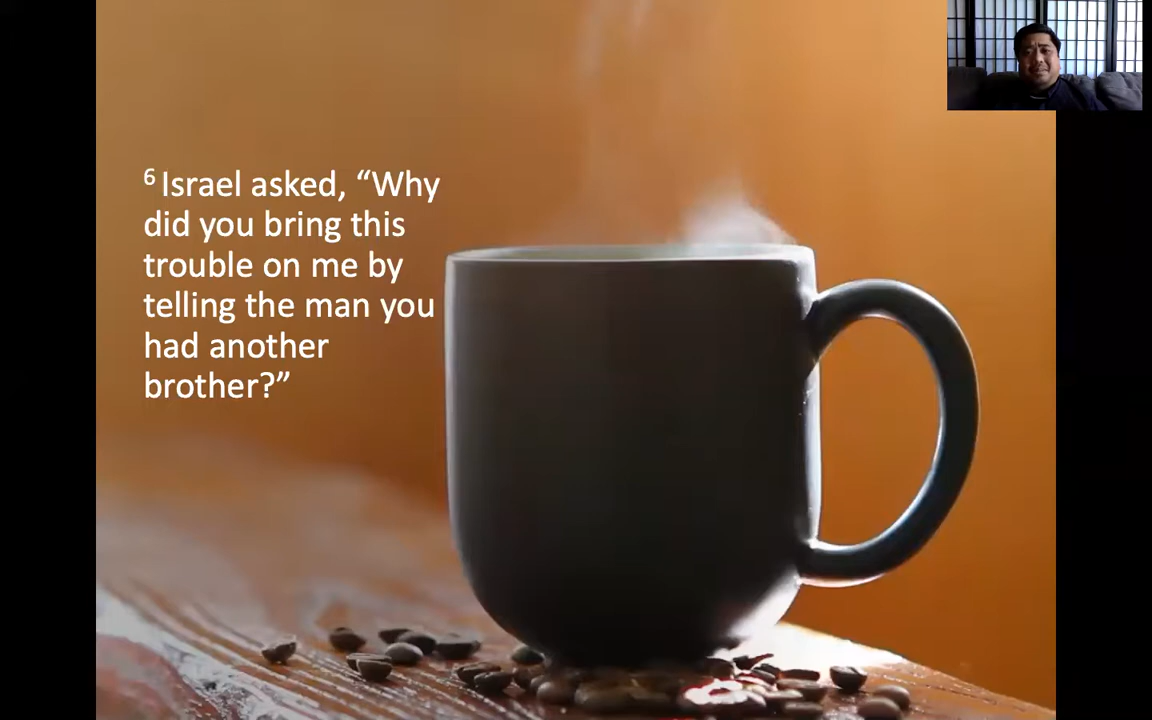 6 Israel asked, “Why
did you bring this
trouble on me by
telling the man you
had another
brother?”